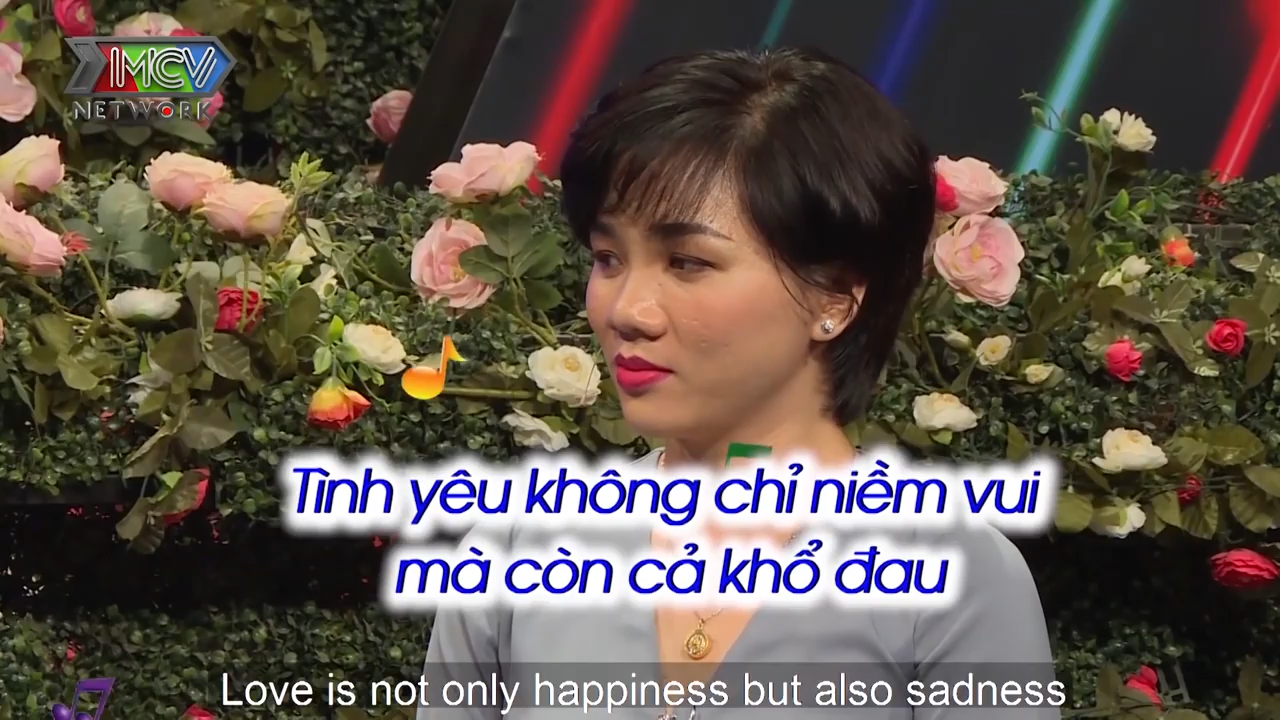 MCV
NETWORK
Tình yêu không chỉ niềm vui
mà còn cả khổ đau
Love is not only happiness but also sadness